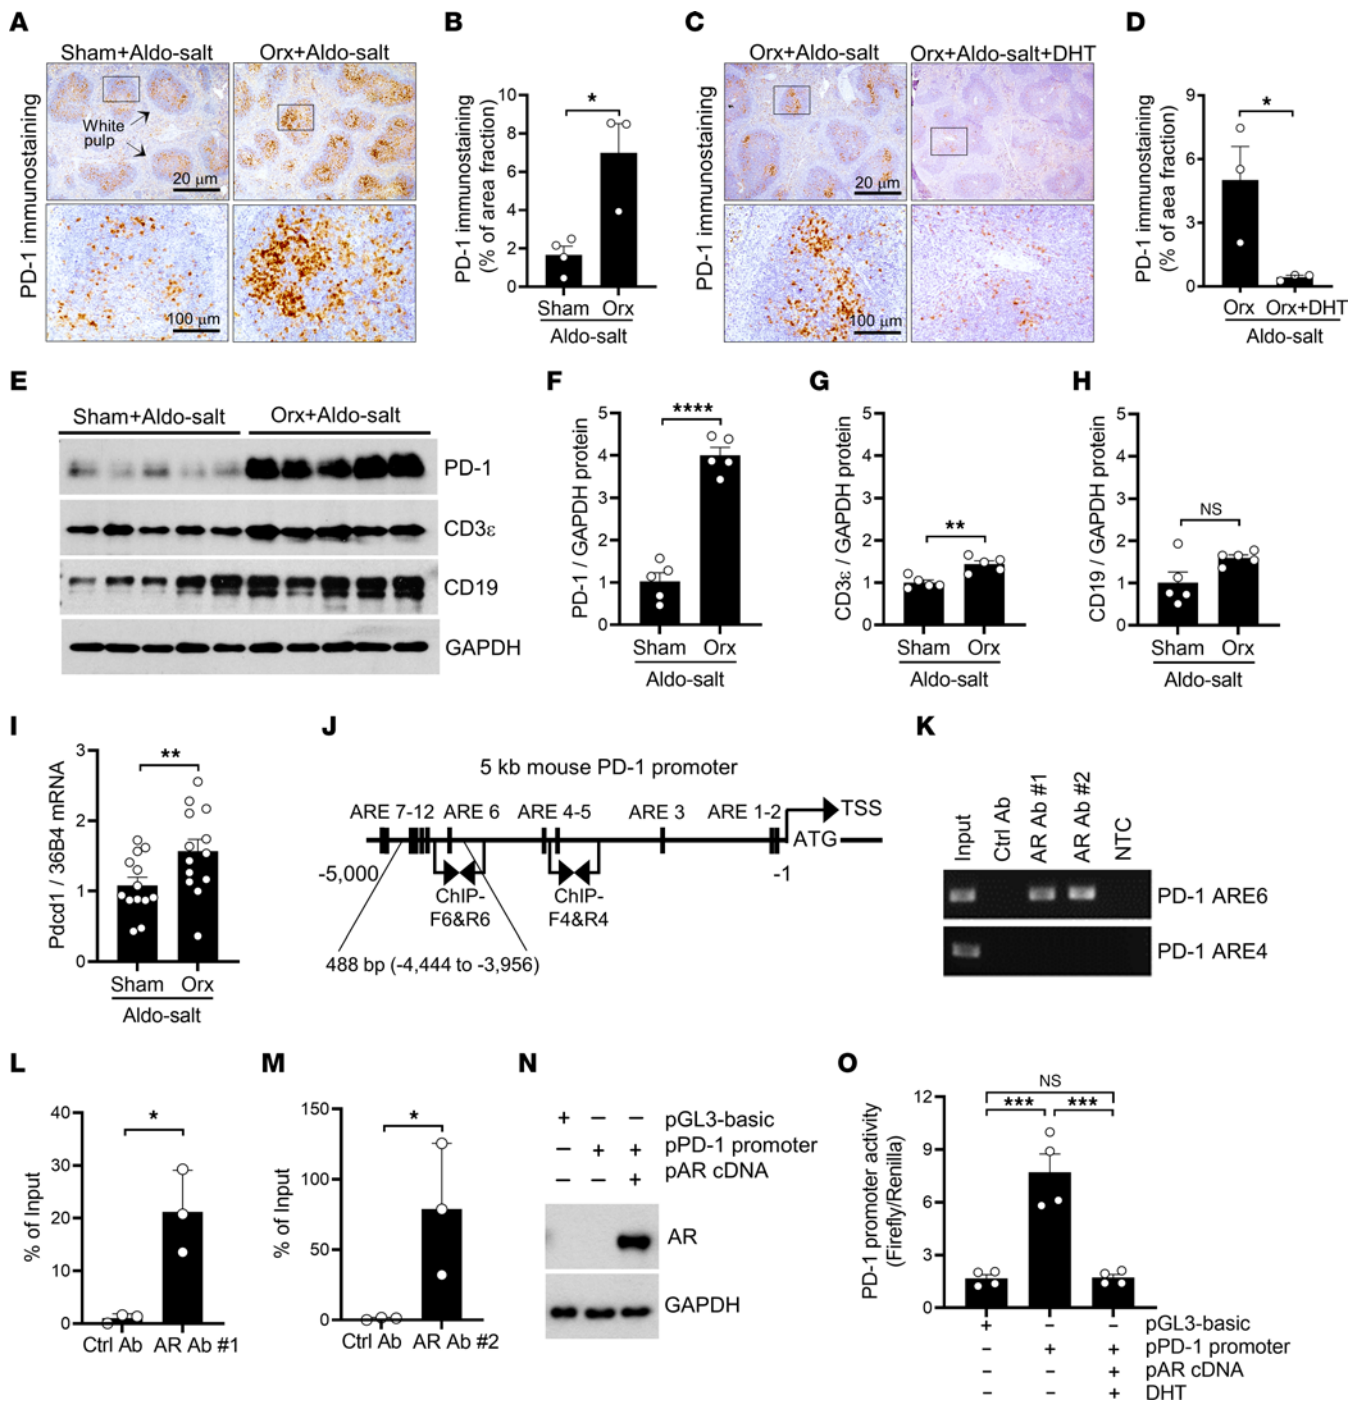 A
Sham+Aldo-salt
Orx+Aldo-salt
PD-1 immunostaining
White
pulp
20 μm
100 μm
B
PD-1 immunostaining
(% of area fraction)
10
8
6
4
2
0
*
Sham Orx
Aldo-salt
C
Orx+Aldo-salt
Orx+Aldo-salt+DHT
PD-1 immunostaining
20 μm
100 μm
D
PD-1 immunostaining
(% of aea fraction)
9
6
3
0
*
Orx Orx+DHT
Aldo-salt
E
Sham+Aldo-salt
Orx+Aldo-salt
PD-1
CD3ε
CD19
GAPDH
F
PD-1 / GAPDH protein
5
4
3
2
1
0
****
Sham Orx
Aldo-salt
G
CD3ε / GAPDH protein
5
4
3
2
1
0
**
Sham Orx
Aldo-salt
H
CD19 / GAPDH protein
5
4
3
2
1
0
NS
Sham Orx
Aldo-salt
I
Pdcd1 / 36B4 mRNA
3
2
1
0
**
Sham Orx
Aldo-salt
J
5 kb mouse PD-1 promoter
ARE 7-12 ARE 6 ARE 4-5 ARE 3 ARE 1-2
TSS
ATG
-5,000
-1
ChIP-
F6&R6
ChIP-
F4&R4
488 bp (-4,444 to -3,956)
K
Input
Ctrl Ab
AR Ab #1
AR Ab #2
NTC
PD-1 ARE6
PD-1 ARE4
L
% of Input
40
30
20
10
0
*
Ctrl Ab AR Ab #1
M
% of Input
150
100
50
0
*
Ctrl Ab AR Ab #2
N
+ − − pGL3-basic
− + + pPD-1 promoter
− − + pAR cDNA
AR
GAPDH
O
PD-1 promoter activity
(Firefly/Renilla)
12
9
6
3
0
NS
*** ***
+ − − pGL3-basic
− + + pPD-1 promoter
− − + pAR cDNA
− − + DHT